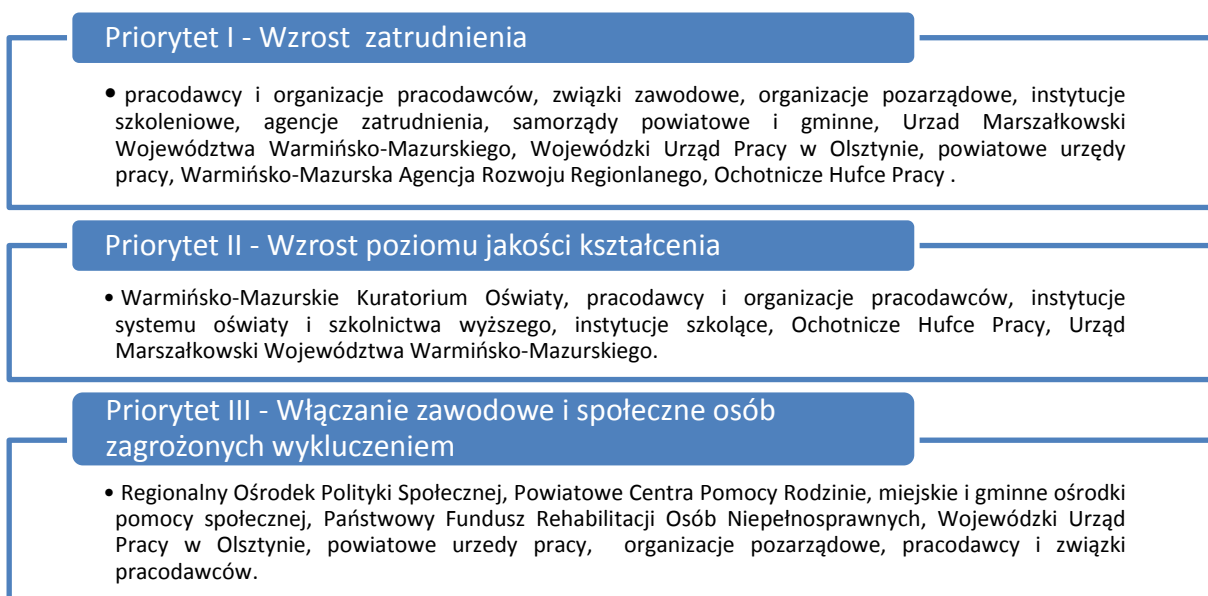 Priorytet I - Wzrost zatrudnienia
• pracodawcy i organizacje pracodawców, związki zawodowe, organizacje pozarządowe, instytucje
szkoleniowe, agencje zatrudnienia, samorządy powiatowe i gminne, Urzad Marszałkowski
Województwa Warmińsko-Mazurskiego, Wojewódzki Urząd Pracy w Olsztynie, powiatowe urzędy
pracy, Warmińsko-Mazurska Agencja Rozwoju Regionlanego, Ochotnicze Hufce Pracy .
Priorytet II - Wzrost poziomu jakości kształcenia
• Warmińsko-Mazurskie Kuratorium Oświaty, pracodawcy i organizacje pracodawców, instytucje
systemu oświaty i szkolnictwa wyższego, instytucje szkolące, Ochotnicze Hufce Pracy, Urząd
Marszałkowski Województwa Warmińsko-Mazurskiego.
Priorytet III - Włączanie zawodowe i społeczne osób
zagrożonych wykluczeniem
• Regionalny Ośrodek Polityki Społecznej, Powiatowe Centra Pomocy Rodzinie, miejskie i gminne ośrodki
pomocy społecznej, Państwowy Fundusz Rehabilitacji Osób Niepełnosprawnych, Wojewódzki Urząd
Pracy w Olsztynie, powiatowe urzedy pracy, organizacje pozarządowe, pracodawcy i związki
pracodawców.